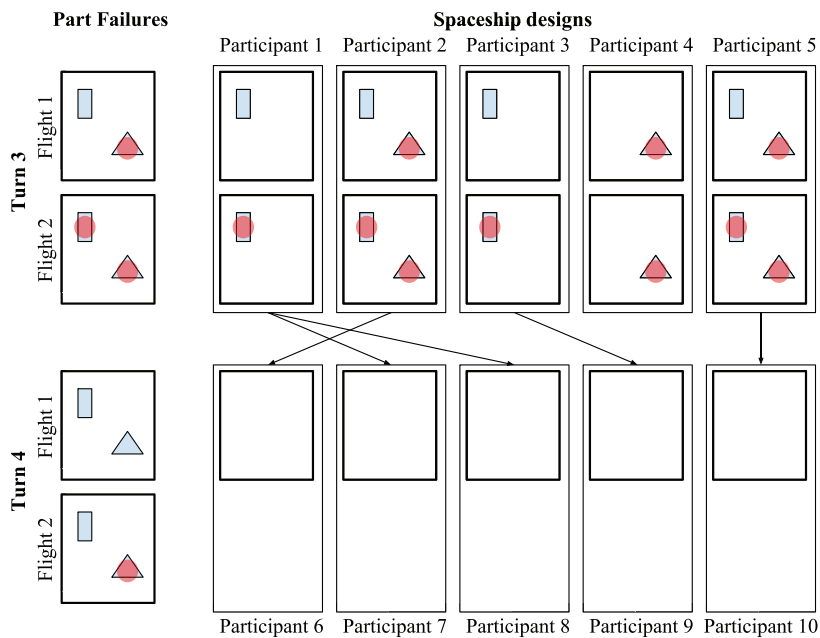 Part Failures
Spaceship designs
Participant 1 Participant 2 Participant 3 Participant 4 Participant 5
Turn 3
Flight 1
Flight 2
Turn 4
Flight 1
Flight 2
Participant 6 Participant 7 Participant 8 Participant 9 Participant 10